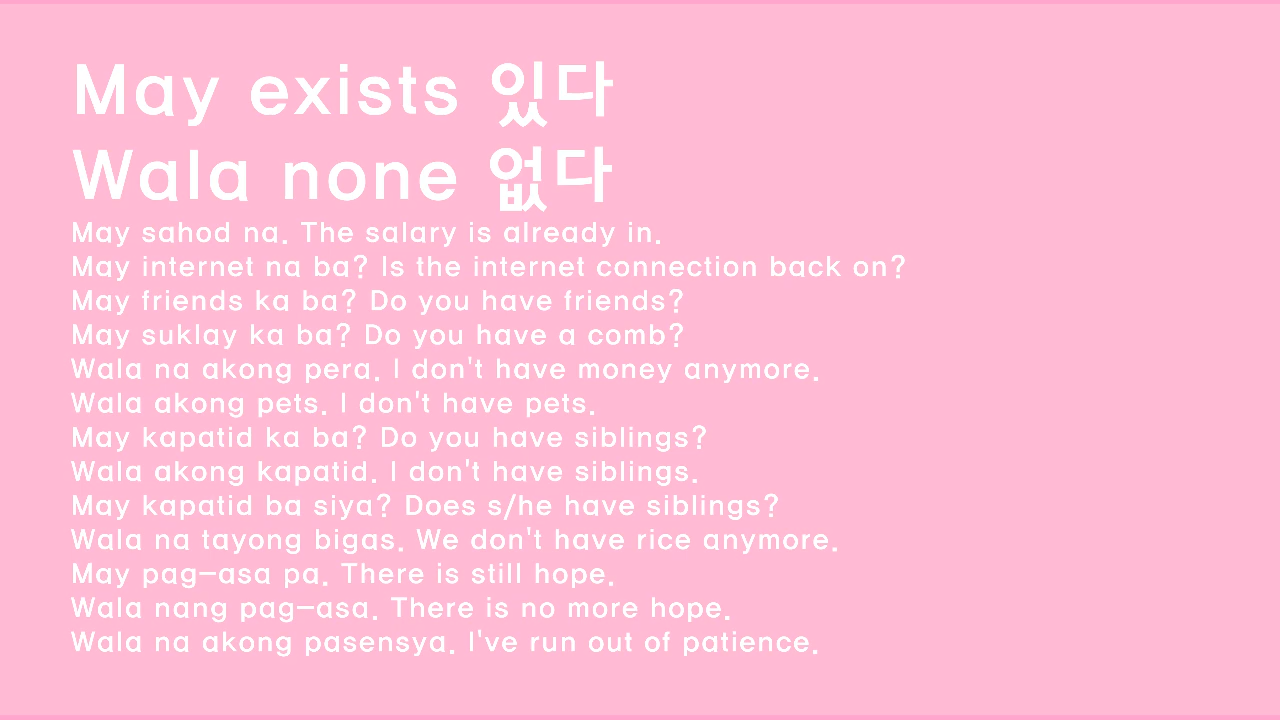 May exists 있다
Wala none 없다
May sahod na. The salary is already in.
May internet na ba? Is the internet connection back on?
May friends ka ba? Do you have friends?
May suklay ka ba? Do you have a comb?
Wala na akong pera. I don't have money anymore.
Wala akong pets. I don't have pets.
May kapatid ka ba? Do you have siblings?
Wala akong kapatid. I don't have siblings.
May kapatid ba siya? Does s/he have siblings?
Wala na tayong bigas. We don't have rice anymore.
May pag-asa pa. There is still hope.
Wala nang pag-asa. There is no more hope.
Wala na akong pasensya. I've run out of patience.